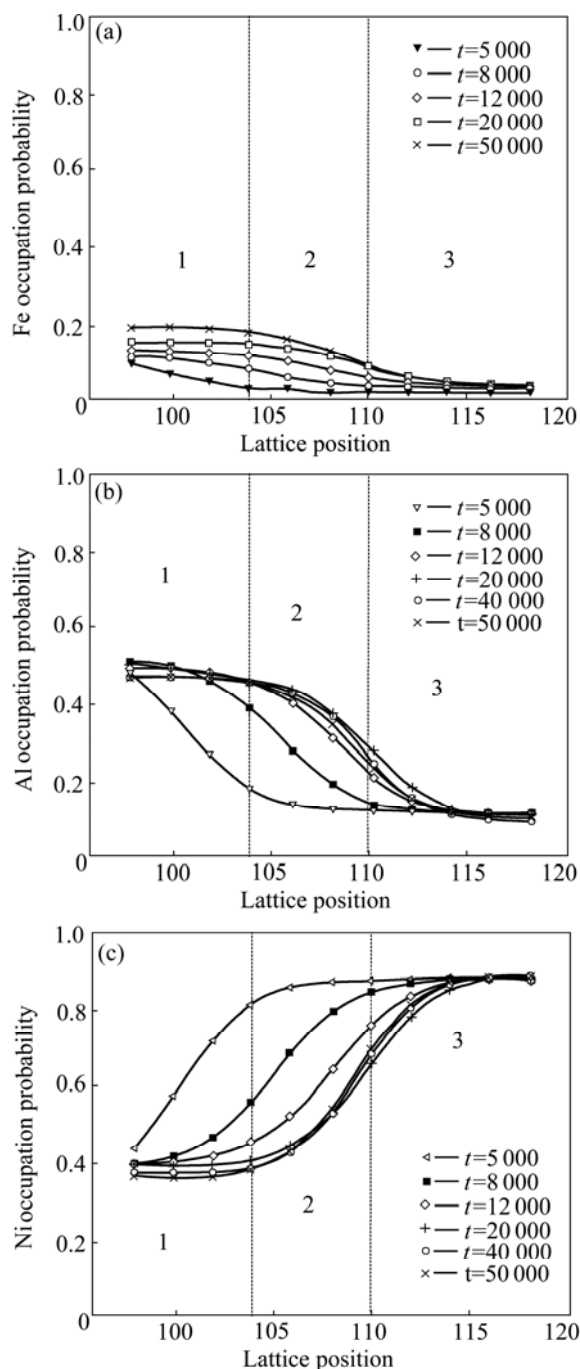 (a)
1.0
0.8
0.6
0.4
0.2
0
Fe occupation probability
t=5 000
t=8 000
t=12 000
t=20 000
t=50 000
1
2
3
100
105
110
115
120
Lattice position
(b)
1.0
0.8
0.6
0.4
0.2
0
Al occupation probability
t=5 000
t=8 000
t=12 000
t=20 000
t=40 000
t=50 000
1
2
3
100
105
110
115
120
Lattice position
(c)
1.0
0.8
0.6
0.4
0.2
0
Ni occupation probability
3
t=5 000
t=8 000
t=12 000
t=20 000
t=40 000
t=50 000
2
1
100
105
110
115
120
Lattice position